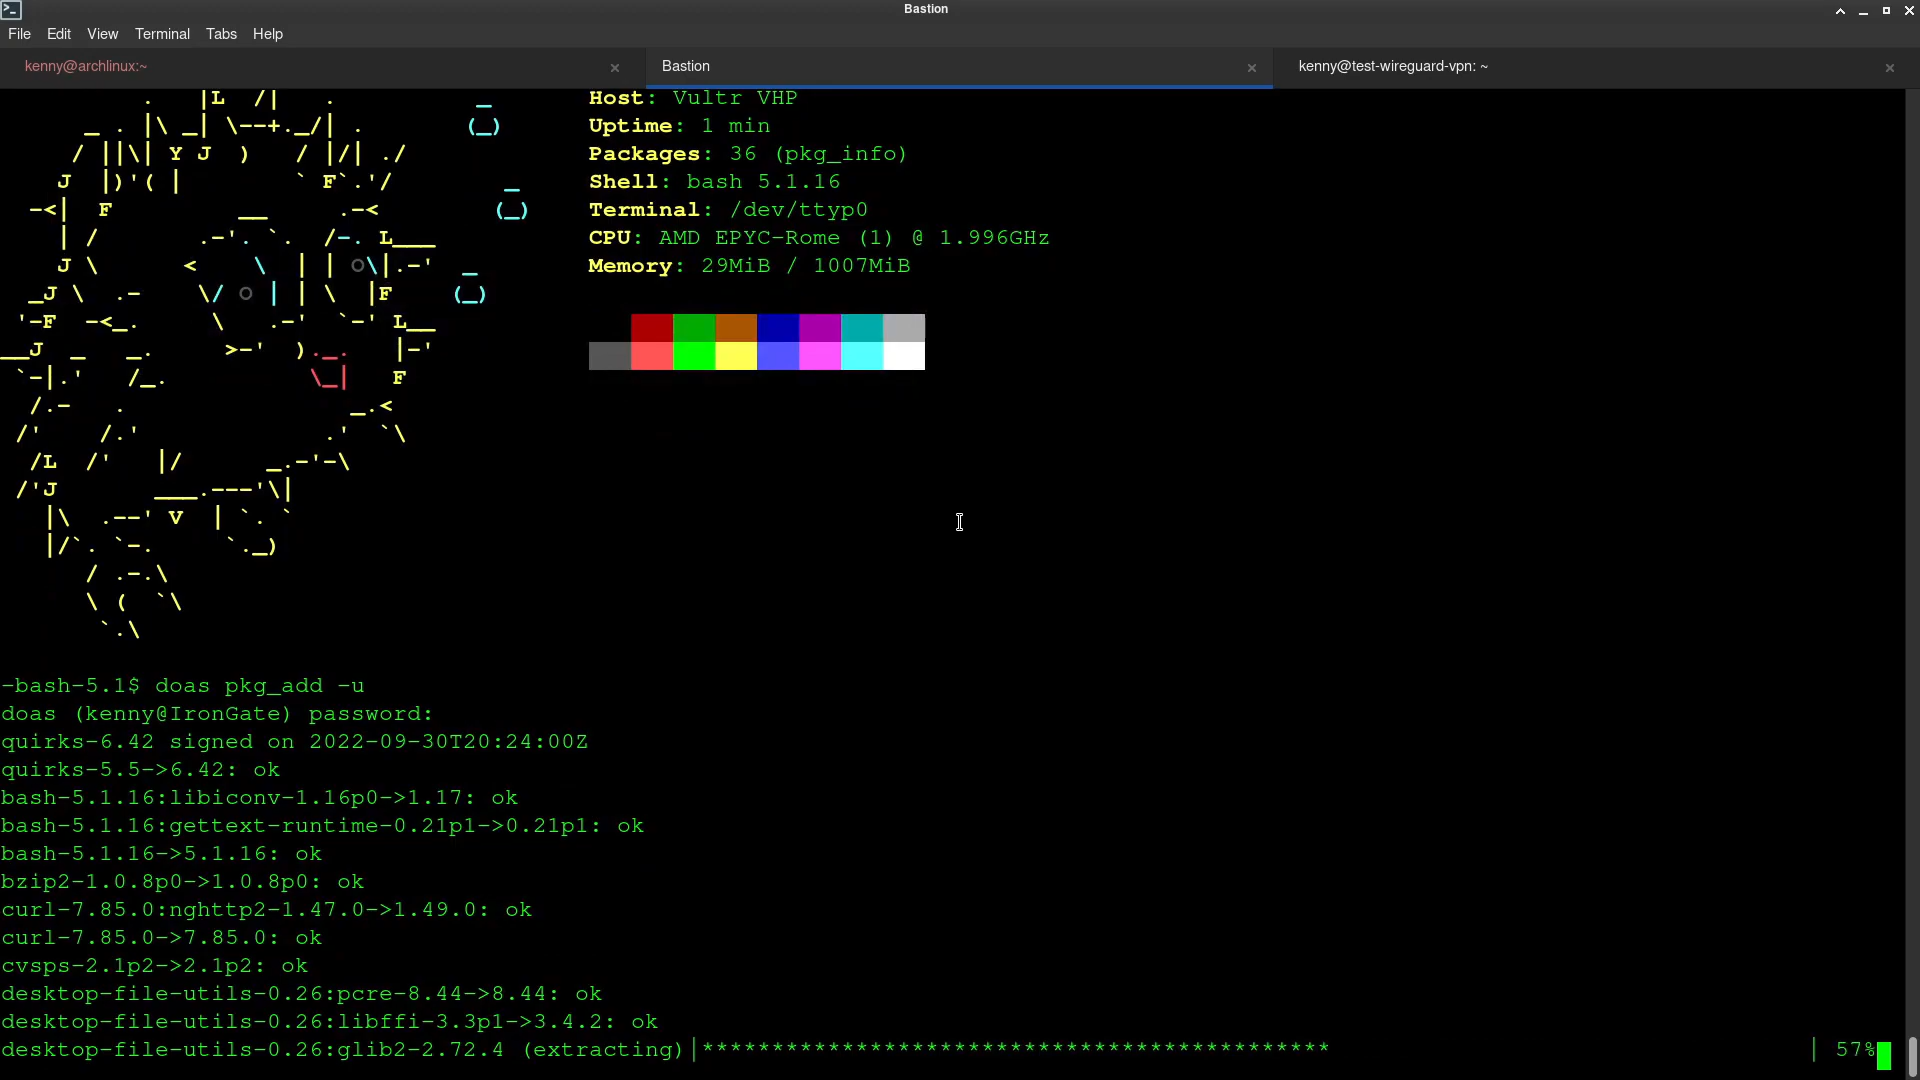 Bastion
File Edit View Terminal Tabs Help
kenny@archlinux:~ Bastion kenny@test-wireguard-vpn: ~
Host: Vultr VHP
Uptime: 1 min
Packages: 36 (pkg_info)
Shell: bash 5.1.16
Terminal: /dev/ttyp0
CPU: AMD EPYC-Rome (1) @ 1.996GHz
Memory: 29MiB / 1007MiB
-bash-5.1$ doas pkg_add -u
doas (kenny@IronGate) password:
quirks-6.42 signed on 2022-09-30T20:24:00Z
quirks-5.5->6.42: ok
bash-5.1.16:libiconv-1.16p0->1.17: ok
bash-5.1.16:gettext-runtime-0.21p1->0.21p1: ok
bash-5.1.16->5.1.16: ok
bzip2-1.0.8p0->1.0.8p0: ok
curl-7.85.0:nghttp2-1.47.0->1.49.0: ok
curl-7.85.0->7.85.0: ok
cvsps-2.1p2->2.1p2: ok
desktop-file-utils-0.26:pcre-8.44->8.44: ok
desktop-file-utils-0.26:libffi-3.3p1->3.4.2: ok
desktop-file-utils-0.26:glib2-2.72.4 (extracting)|********************************************* | 57%